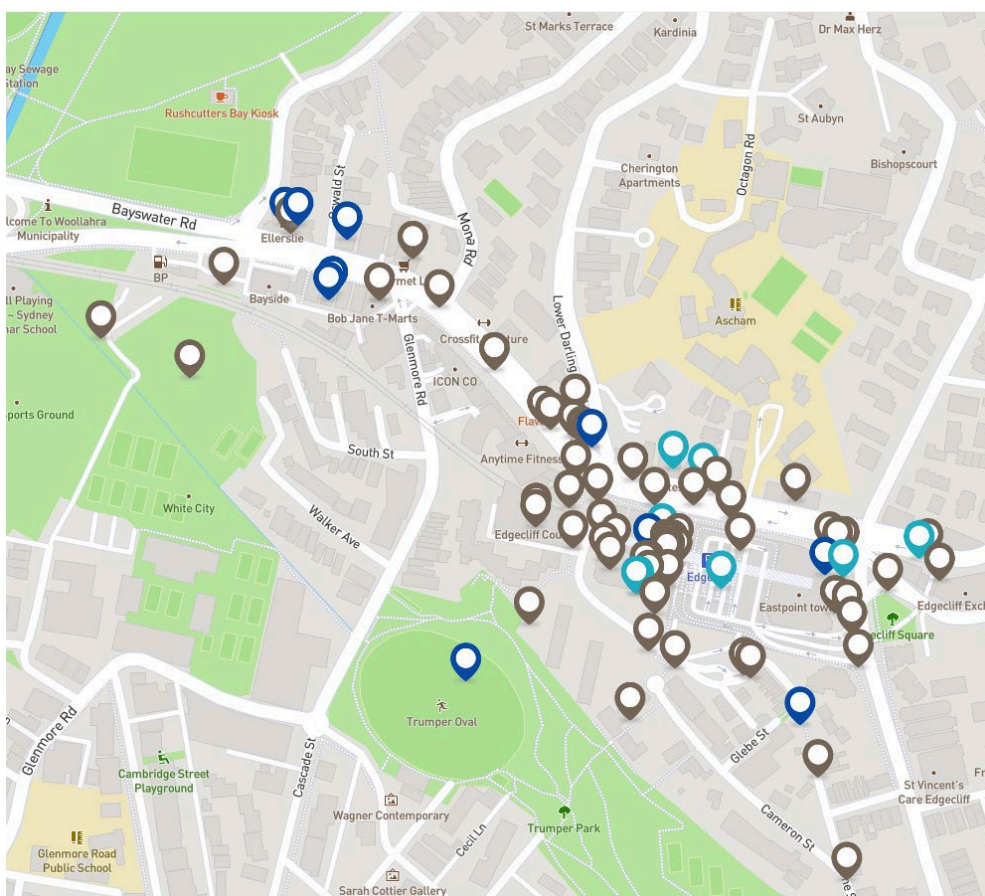 St Marks Terrace
Kardinia
Dr Max Herz
ay Sewage
Station
Rushcutters Bay Kiosk
St Aubyn
Octagon Rd
Bishopscourt
Cherington
Apartments
Oswald St
Bayswater Rd
Mona Rd
lcome To Woollahra
Municipality
Ellerslie
BP
Bayside
Bob Jane T-Marts
ll Playing
~ Sydney
nar School
Lower Darling
Ascham
Crossfit
ture
Glenmore Rd
ICON CO
ports Ground
Flaw
South St
Anytime Fitness
White City
Walker Ave
Edgecliff Cou
Edge
Eastpoint tow
Edgecliff Excl
ecliff Square
Trumper Oval
Glenmore Rd
Glebe St
Cambridge Street
Playground
Cascade St
St Vincent's
Care Edgecliff
Wagner Contemporary
Cecil Ln
Trumper Park
Cameron St
Glenmore Road
Public School
Sarah Cottier Gallery